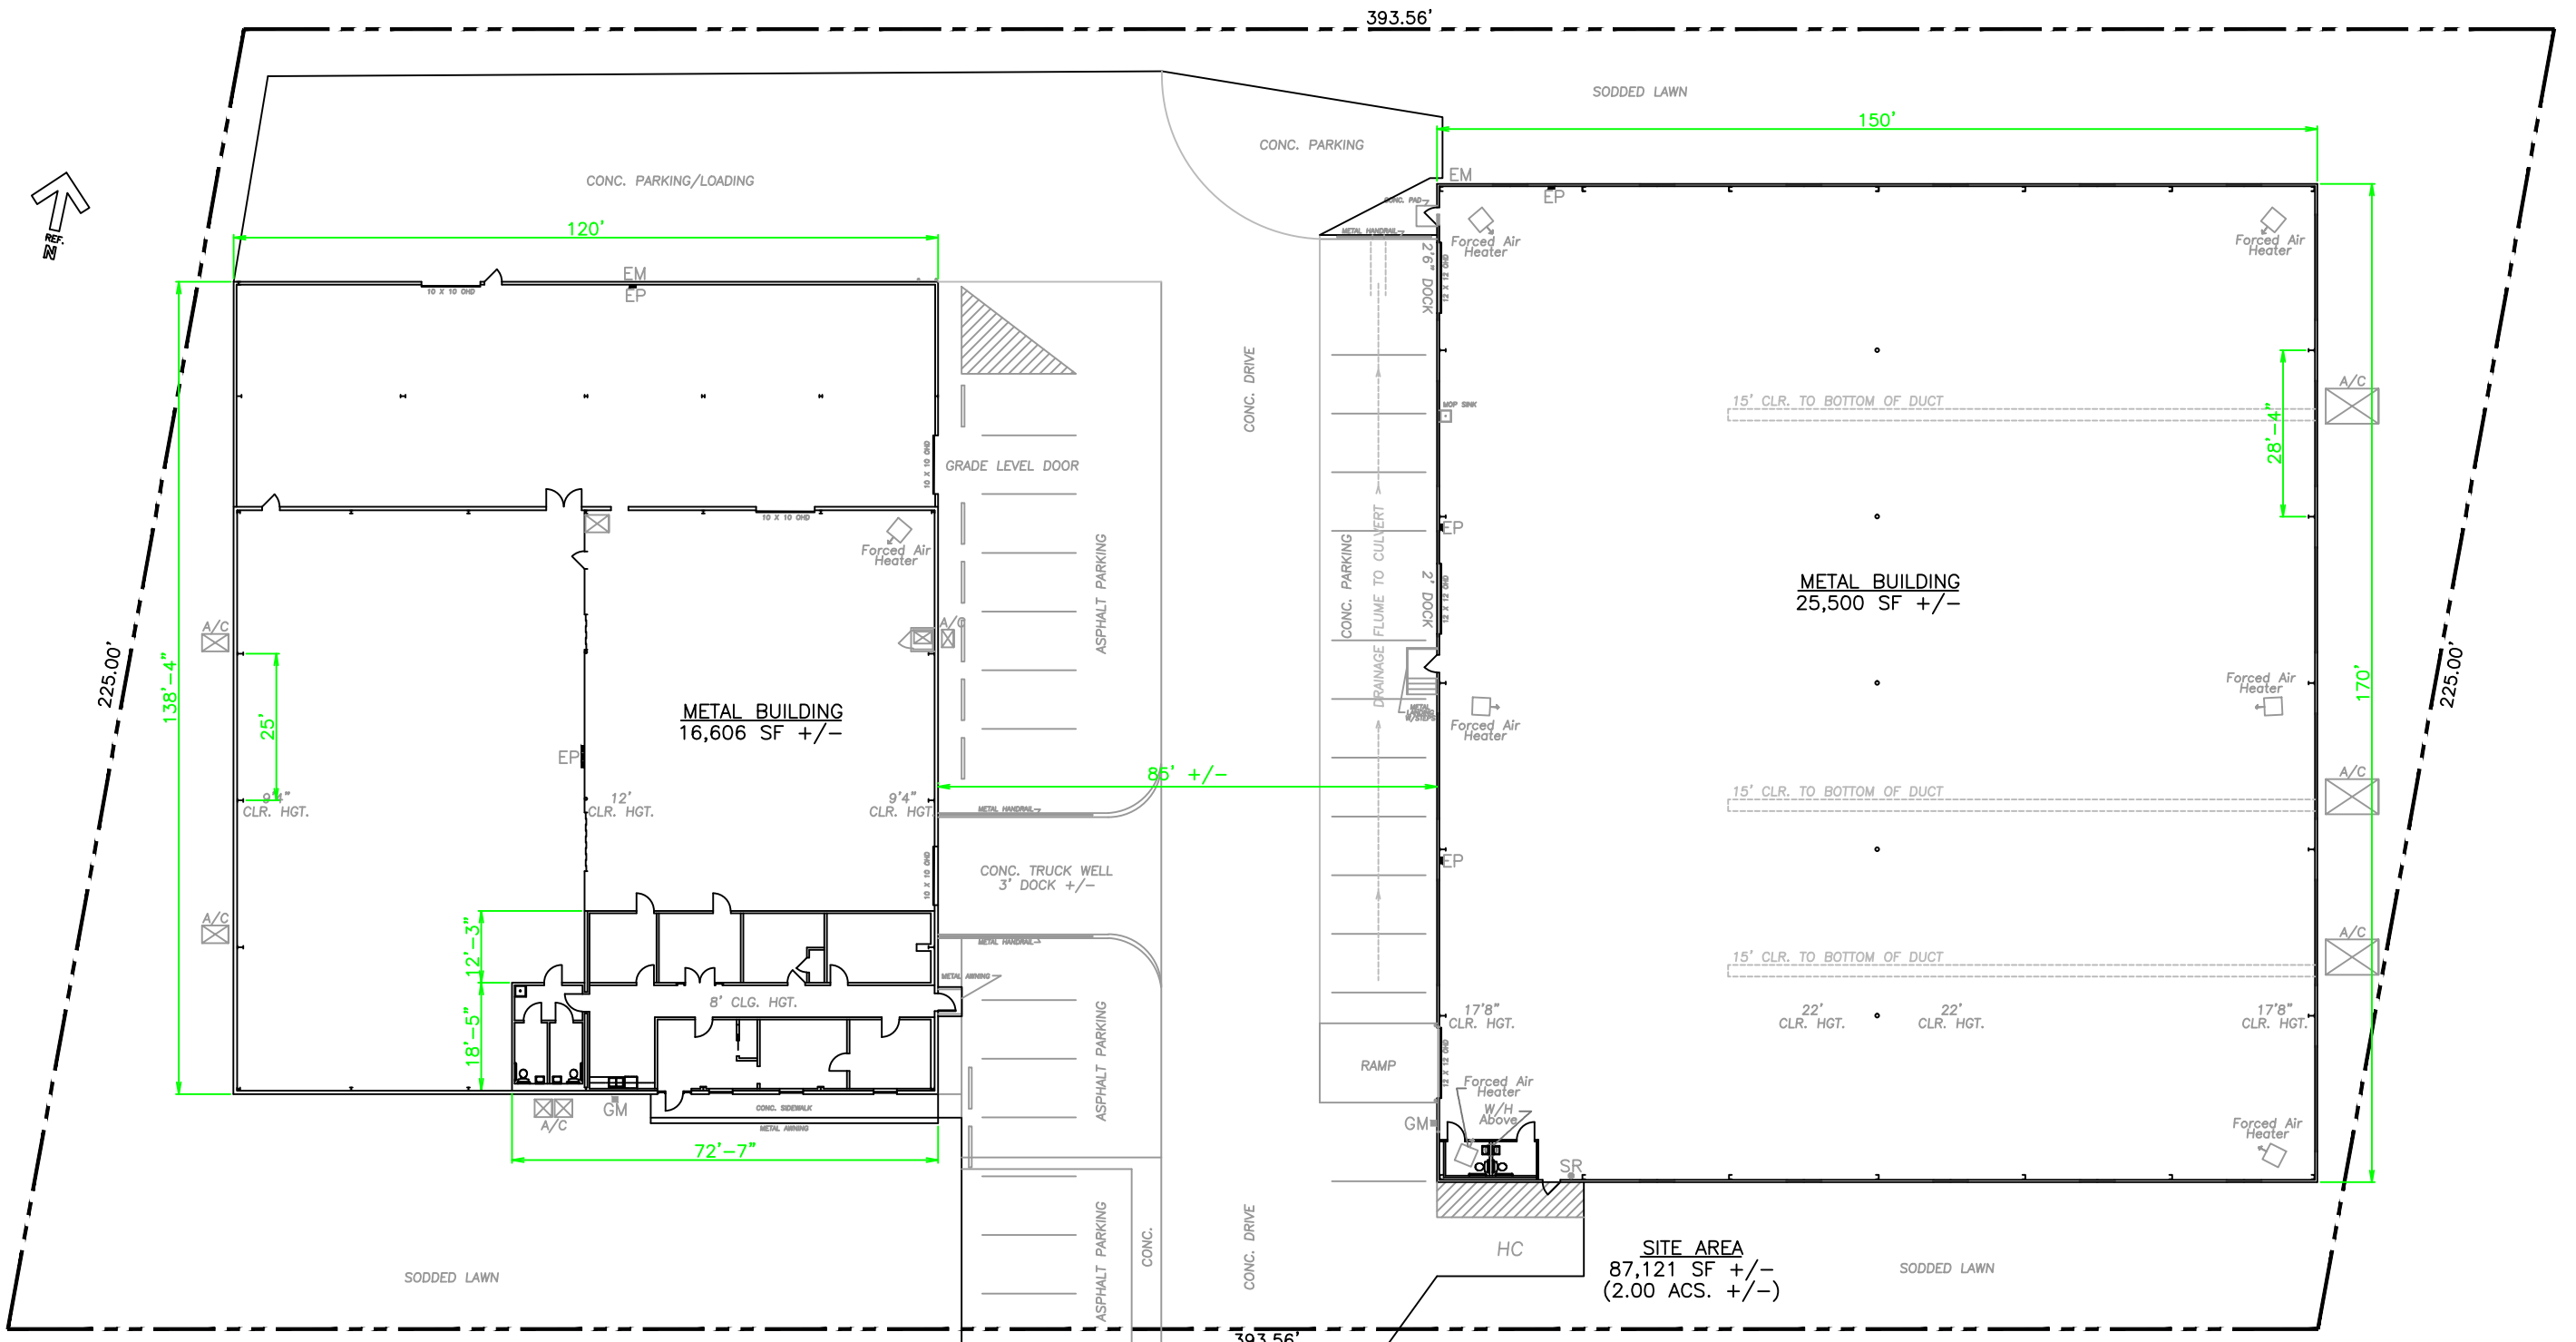 393.56'
SODDED LAWN
150'
CONC. PARKING
EM
CONC. PARKING/LOADING
EP
CONC. PAD
REF.
N
120'
METAL HANDRAIL
Forced Air
Heater
Forced Air
Heater
2'6" DOCK
12 X 12 OHD
EM
EP
10 X 10 OHD
CONC. DRIVE
A/C
15' CLR. TO BOTTOM OF DUCT
MOP SINK
28'-4"
10 X 10 OHD
GRADE LEVEL DOOR
10 X 10 OHD
Forced Air
Heater
EP
ASPHALT PARKING
CONC. PARKING
DRAINAGE FLUME TO CULVERT
2' DOCK
12 X 12 OHD
METAL BUILDING
25,500 SF +/-
A/C
A/C
225.00'
138'-4"
25'
METAL BUILDING
16,606 SF +/-
METAL
LANDING
W/STEPS
Forced Air
Heater
Forced Air
Heater
170'
225.00'
EP
85' +/-
A/C
15' CLR. TO BOTTOM OF DUCT
9'4"
CLR. HGT.
12'
CLR. HGT.
9'4"
CLR. HGT.
METAL HANDRAIL
10 X 10 OHD
CONC. TRUCK WELL
3' DOCK +/-
EP
A/C
12'-3"
METAL HANDRAIL
A/C
15' CLR. TO BOTTOM OF DUCT
METAL AWNING
8' CLG. HGT.
17'8"
CLR. HGT.
22'
CLR. HGT.
22'
CLR. HGT.
17'8"
CLR. HGT.
18'-5"
ASPHALT PARKING
RAMP
12 X 12 OHD
Forced Air
Heater
W/H
Above
A/C
GM
CONC. SIDEWALK
METAL AWNING
GM
Forced Air
Heater
72'-7"
SR
ASPHALT PARKING
CONC.
CONC. DRIVE
HC
SITE AREA
87,121 SF +/-
(2.00 ACS. +/-)
SODDED LAWN
SODDED LAWN
393.56'